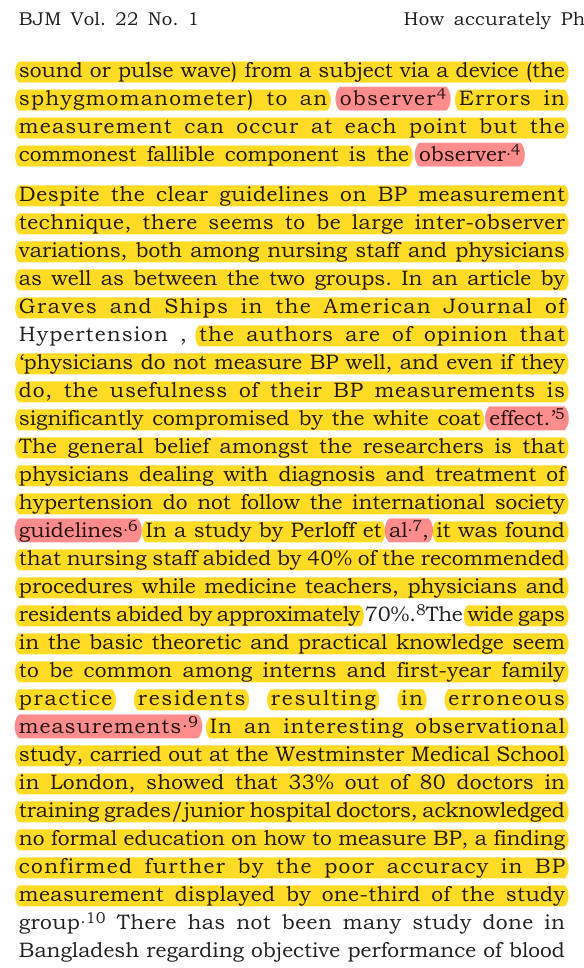 BJM Vol. 22 No. 1 How accurately Ph
sound or pulse wave) from a subject via a device (the
sphygmomanometer) to an observer⁴ Errors in
measurement can occur at each point but the
commonest fallible component is the observer.⁴
Despite the clear guidelines on BP measurement
technique, there seems to be large inter-observer
variations, both among nursing staff and physicians
as well as between the two groups. In an article by
Graves and Ships in the American Journal of
Hypertension , the authors are of opinion that
‘physicians do not measure BP well, and even if they
do, the usefulness of their BP measurements is
significantly compromised by the white coat effect.’⁵
The general belief amongst the researchers is that
physicians dealing with diagnosis and treatment of
hypertension do not follow the international society
guidelines.⁶ In a study by Perloff et al.⁷, it was found
that nursing staff abided by 40% of the recommended
procedures while medicine teachers, physicians and
residents abided by approximately 70%.⁸The wide gaps
in the basic theoretic and practical knowledge seem
to be common among interns and first-year family
practice residents resulting in erroneous
measurements.⁹ In an interesting observational
study, carried out at the Westminster Medical School
in London, showed that 33% out of 80 doctors in
training grades/junior hospital doctors, acknowledged
no formal education on how to measure BP, a finding
confirmed further by the poor accuracy in BP
measurement displayed by one-third of the study
group.¹⁰ There has not been many study done in
Bangladesh regarding objective performance of blood